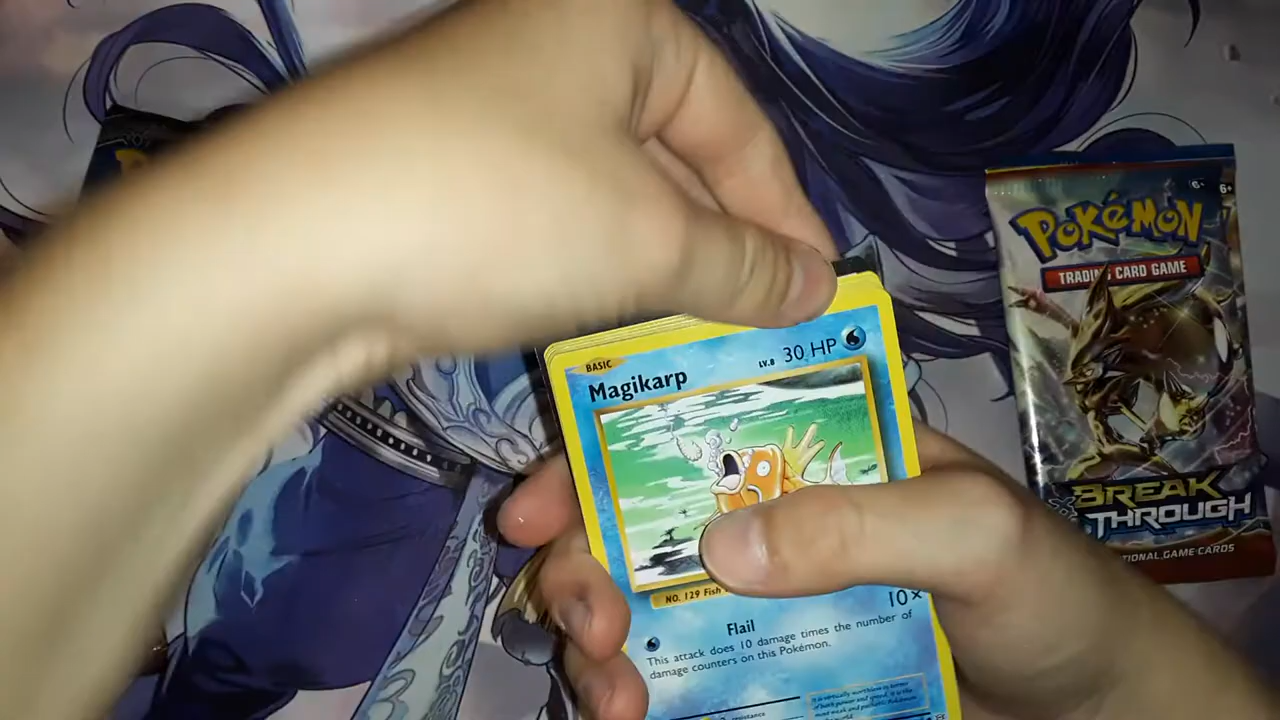 POKÉMON
TRADING CARD GAME
BREAK
THROUGH
TIONAL GAME CARDS
6+
BASIC
Magikarp
LV.8 30 HP
NO. 129 Fish
Flail
10×
This attack does 10 damage times the number of
damage counters on this Pokémon.
resistance